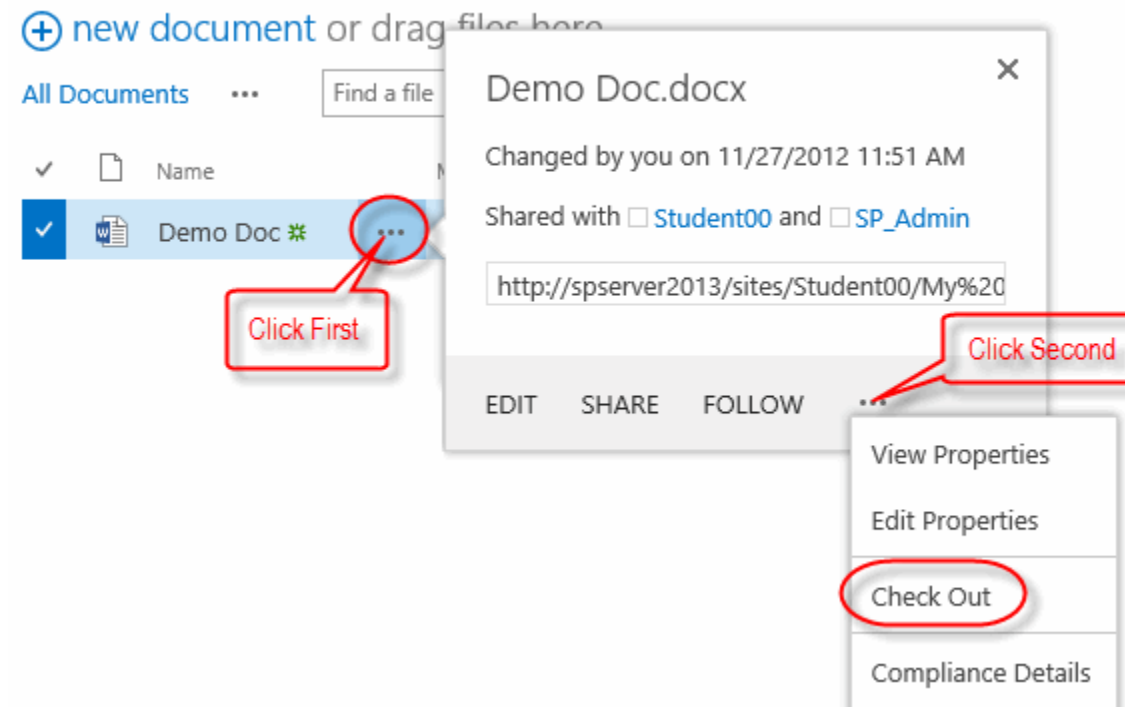 new document or drag files here
All Documents ... Find a file
Name
Demo Doc ...
Click First
Demo Doc.docx
Changed by you on 11/27/2012 11:51 AM
Shared with Student00 and SP_Admin
http://spserver2013/sites/Student00/My%20
Click Second
EDIT SHARE FOLLOW ...
View Properties
Edit Properties
Check Out
Compliance Details